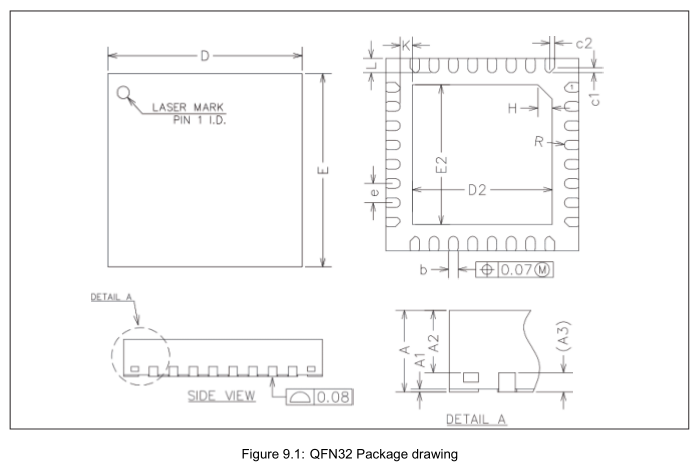 D
LASER MARK
PIN 1 I.D.
E
K
c2
L
c1
1
H
R
E2
D2
e
b
0.07 M
DETAIL A
SIDE VIEW
0.08
A
A1
A2
(A3)
DETAIL A
Figure 9.1: QFN32 Package drawing